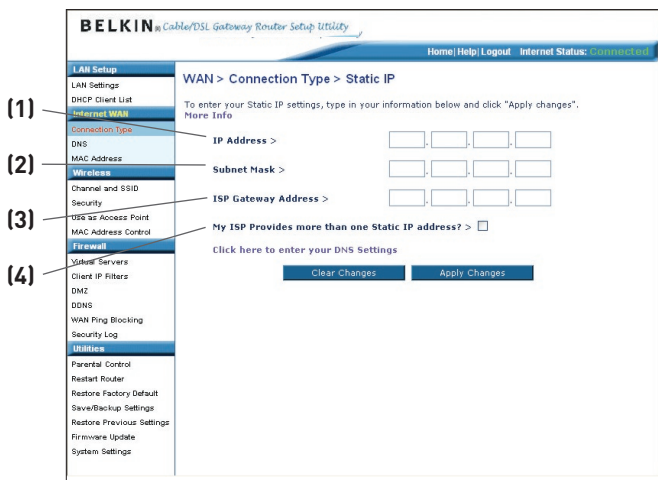 BELKIN® Cable/DSL Gateway Router Setup Utility
Home|Help|Logout Internet Status: Connected
LAN Setup
LAN Settings
DHCP Client List
Internet WAN
Connection Type
DNS
MAC Address
Wireless
Channel and SSID
Security
Use as Access Point
MAC Address Control
Firewall
Virtual Servers
Client IP Filters
DMZ
DDNS
WAN Ping Blocking
Security Log
Utilities
Parental Control
Restart Router
Restore Factory Default
Save/Backup Settings
Restore Previous Settings
Firmware Update
System Settings
WAN > Connection Type > Static IP
To enter your Static IP settings, type in your information below and click "Apply changes".
More Info
(1)
IP Address >
. . .
(2)
Subnet Mask >
. . .
(3)
ISP Gateway Address >
. . .
(4)
My ISP Provides more than one Static IP address? >
Click here to enter your DNS Settings
Clear Changes Apply Changes